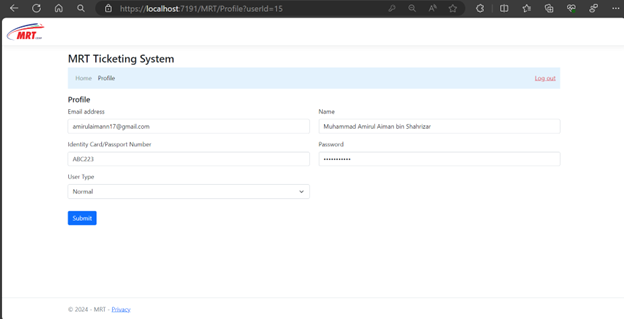 https://localhost:7191/MRT/Profile?userId=15
MRT.com
MRT Ticketing System
Home Profile Log out
Profile
Email address Name
amirulaimann17@gmail.com Muhammad Amirul Aiman bin Shahrizar
Identity Card/Passport Number Password
ABC223 •••••••••••
User Type
Normal
Submit
© 2024 - MRT - Privacy